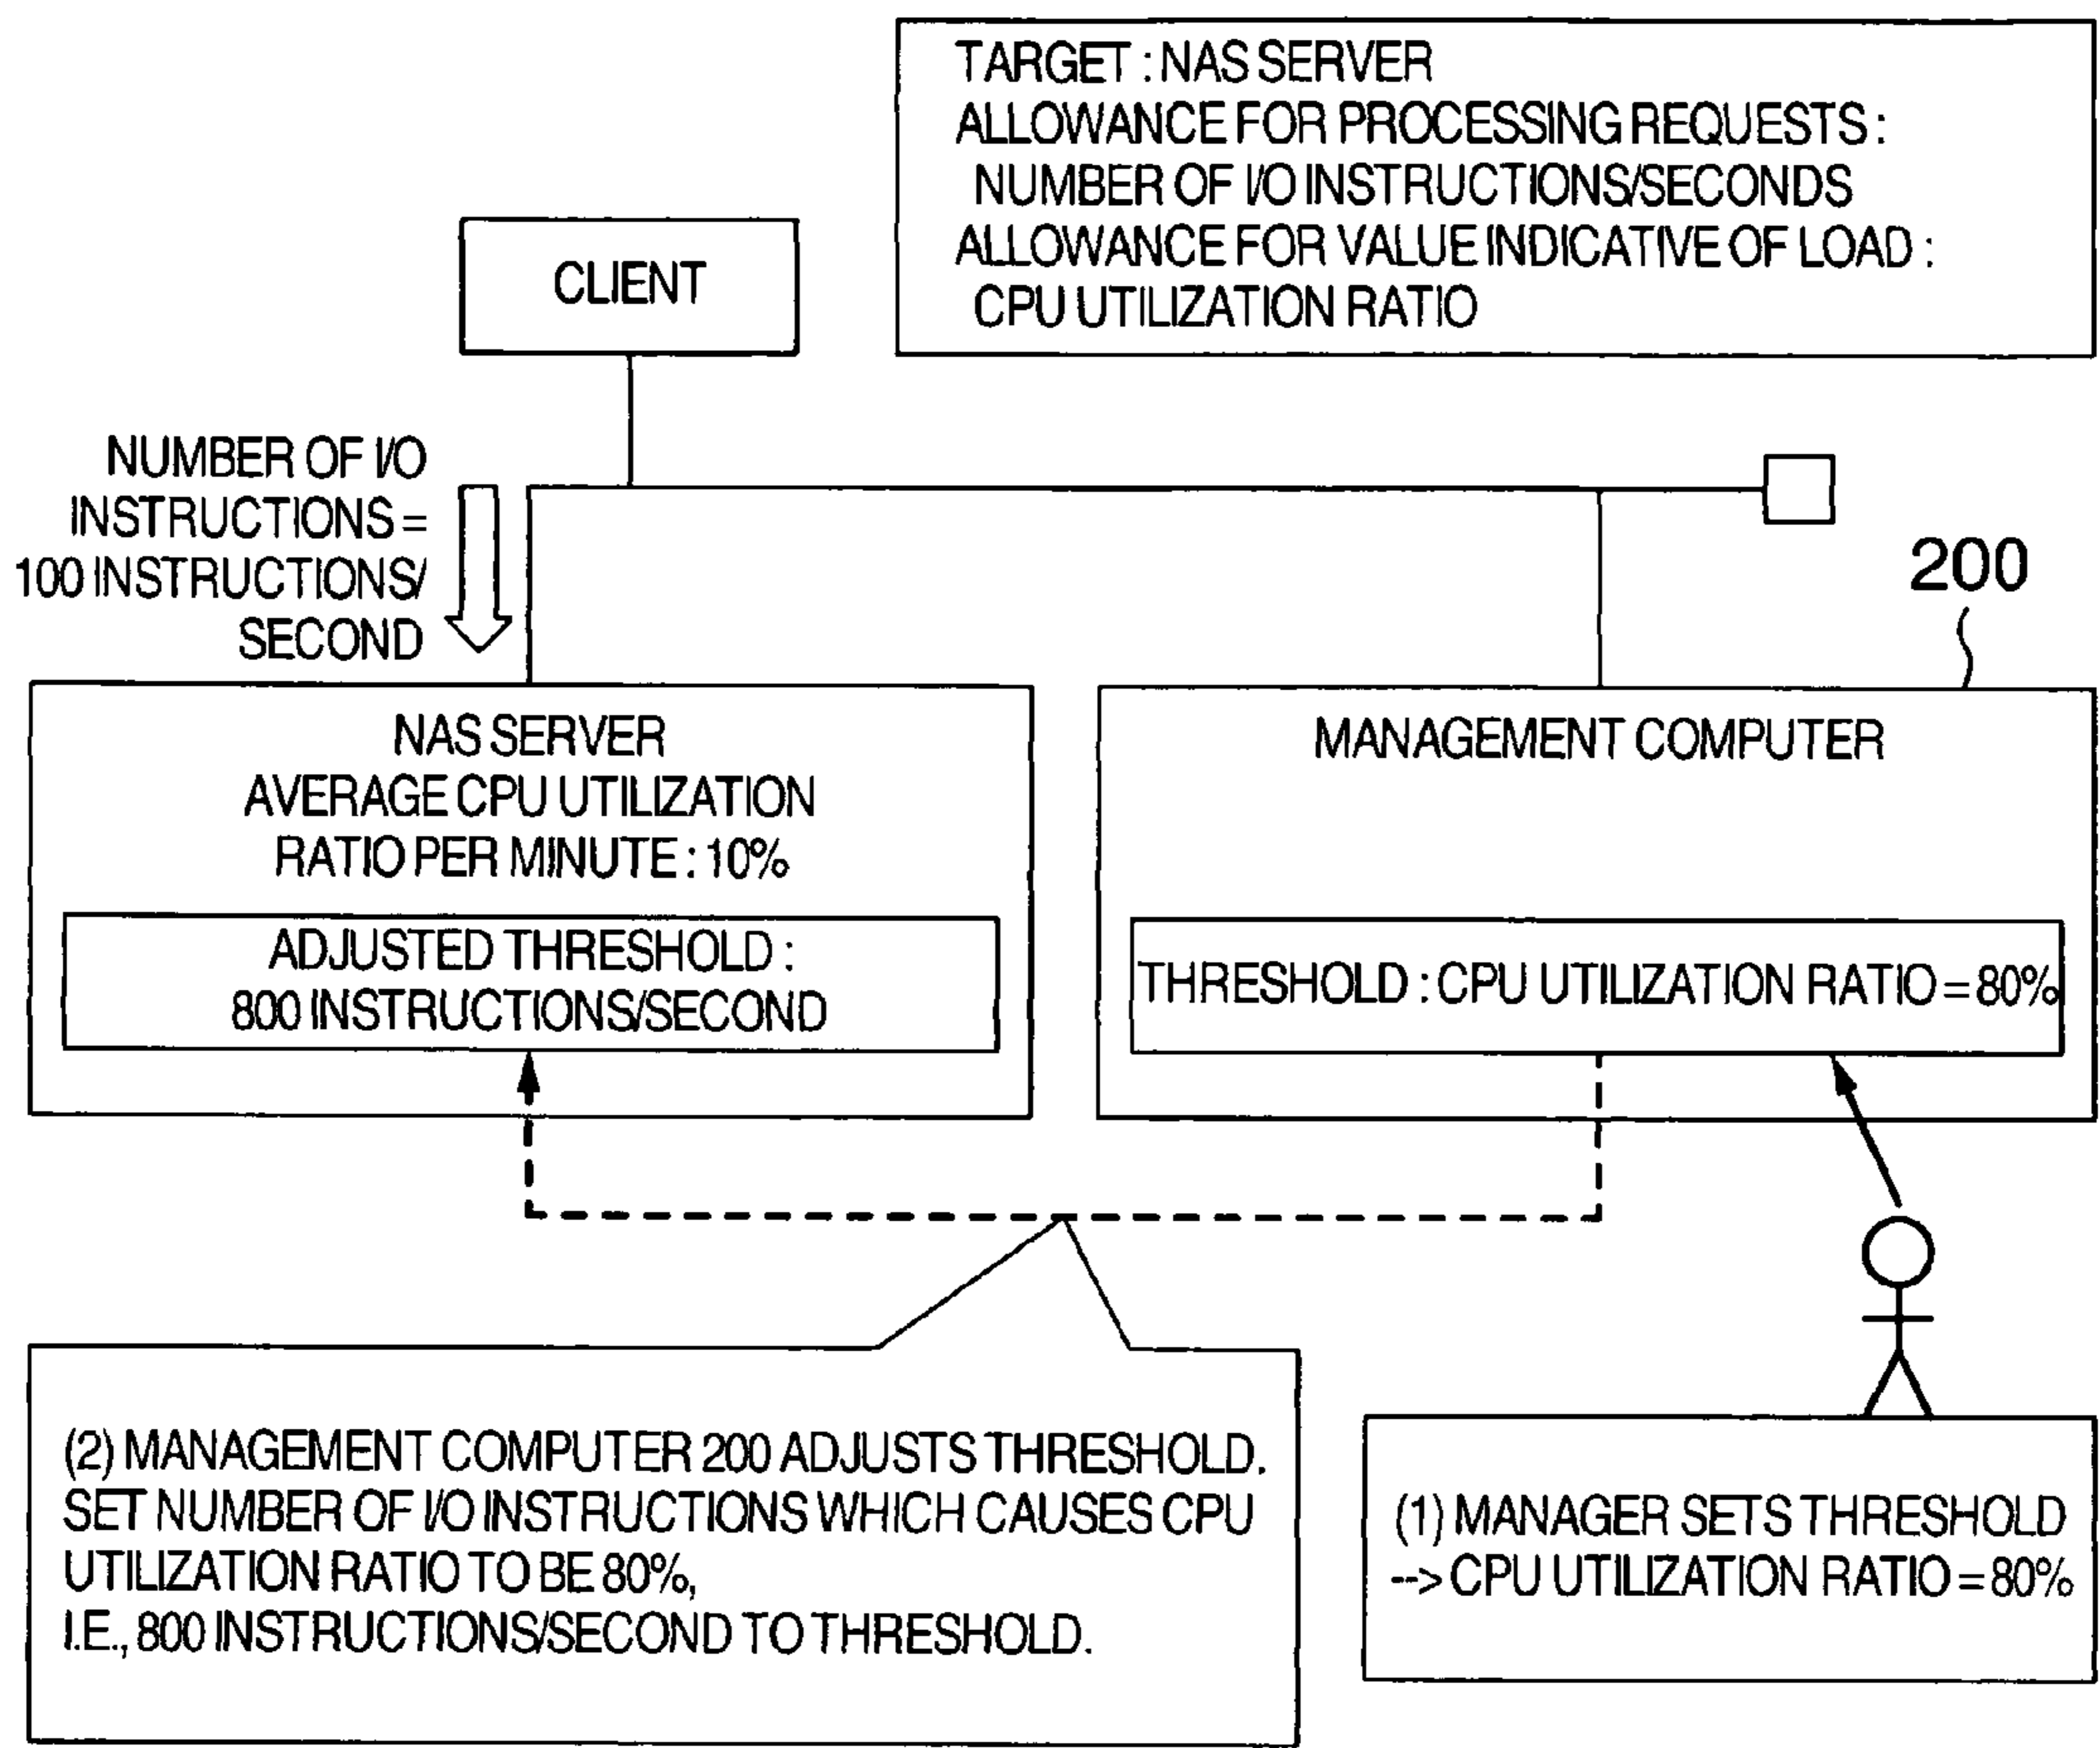 TARGET : NAS SERVER
ALLOWANCE FOR PROCESSING REQUESTS :
NUMBER OF I/O INSTRUCTIONS/SECONDS
ALLOWANCE FOR VALUE INDICATIVE OF LOAD :
CPU UTILIZATION RATIO
CLIENT
NUMBER OF I/O
INSTRUCTIONS =
100 INSTRUCTIONS/
SECOND
200
NAS SERVER
AVERAGE CPU UTILIZATION
RATIO PER MINUTE : 10%
ADJUSTED THRESHOLD :
800 INSTRUCTIONS/SECOND
MANAGEMENT COMPUTER
THRESHOLD : CPU UTILIZATION RATIO = 80%
(2) MANAGEMENT COMPUTER 200 ADJUSTS THRESHOLD.
SET NUMBER OF I/O INSTRUCTIONS WHICH CAUSES CPU
UTILIZATION RATIO TO BE 80%,
I.E., 800 INSTRUCTIONS/SECOND TO THRESHOLD.
(1) MANAGER SETS THRESHOLD
--> CPU UTILIZATION RATIO = 80%